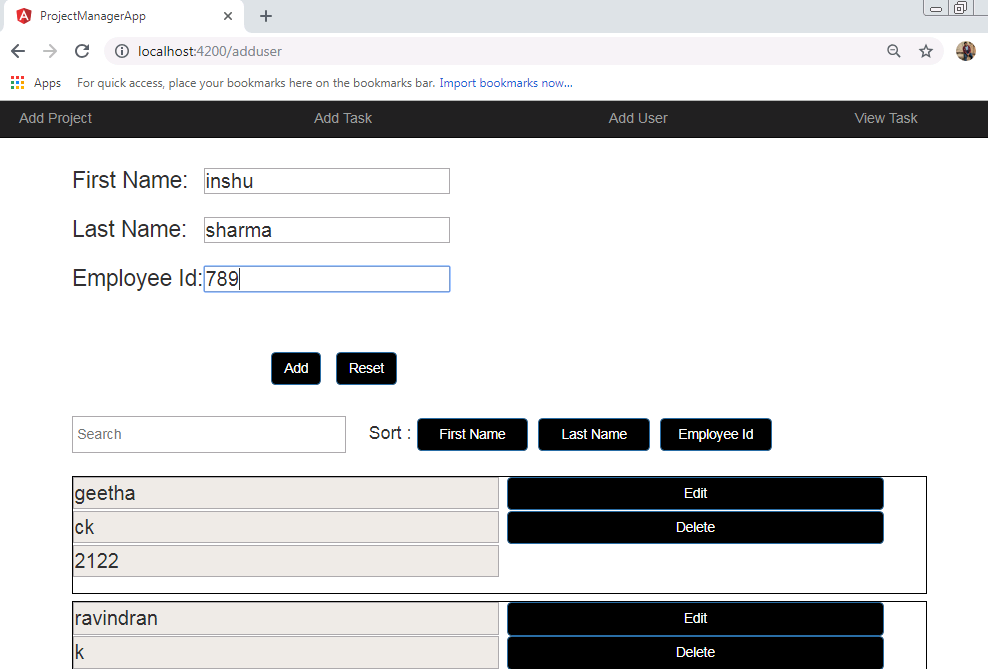 ProjectManagerApp
localhost:4200/adduser
Apps For quick access, place your bookmarks here on the bookmarks bar. Import bookmarks now...
Add Project Add Task Add User View Task
First Name: inshu
Last Name: sharma
Employee Id: 789
Add Reset
Search Sort : First Name Last Name Employee Id
geetha Edit
ck Delete
2122
ravindran Edit
k Delete